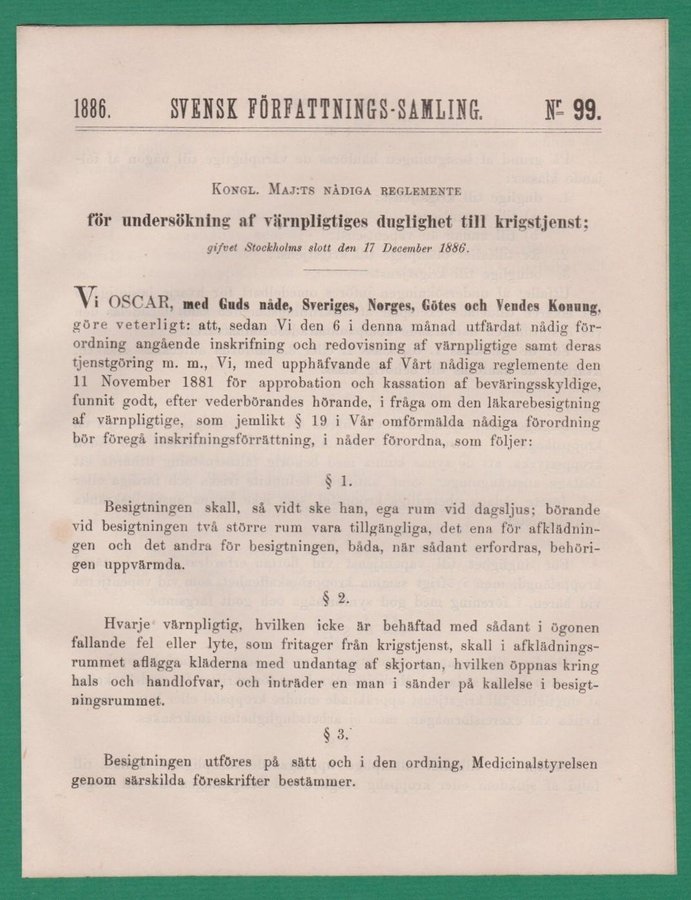 1886. SVENSK FÖRFATTNINGS-SAMLING. Nr 99.
KONGL. MAJ:TS NÅDIGA REGLEMENTE
för undersökning af värnpligtiges duglighet till krigstjenst;
gifvet Stockholms slott den 17 December 1886.
Vi OSCAR, med Guds nåde, Sveriges, Norges, Götes och Vendes Konung,
göre veterligt: att, sedan Vi den 6 i denna månad utfärdat nådig för-
ordning angående inskrifning och redovisning af värnpligtige samt deras
tjenstgöring m. m., Vi, med upphäfvande af Vårt nådiga reglemente den
11 November 1881 för approbation och kassation af beväringsskyldige,
funnit godt, efter vederbörandes hörande, i fråga om den läkarebesigtning
af värnpligtige, som jemlikt § 19 i Vår omförmälda nådiga förordning
bör föregå inskrifningsförrättning, i nåder förordna, som följer:
§ 1.
Besigtningen skall, så vidt ske han, ega rum vid dagsljus; börande
vid besigtningen två större rum vara tillgängliga, det ena för afklädnin-
gen och det andra för besigtningen, båda, när sådant erfordras, behöri-
gen uppvärmda.
§ 2.
Hvarje värnpligtig, hvilken icke är behäftad med sådant i ögonen
fallande fel eller lyte, som fritager från krigstjenst, skall i afklädnings-
rummet aflägga kläderna med undantag af skjortan, hvilken öppnas kring
hals och handlofvar, och inträder en man i sänder på kallelse i besigt-
ningsrummet.
§ 3.
Besigtningen utföres på sätt och i den ordning, Medicinalstyrelsen
genom särskilda föreskrifter bestämmer.